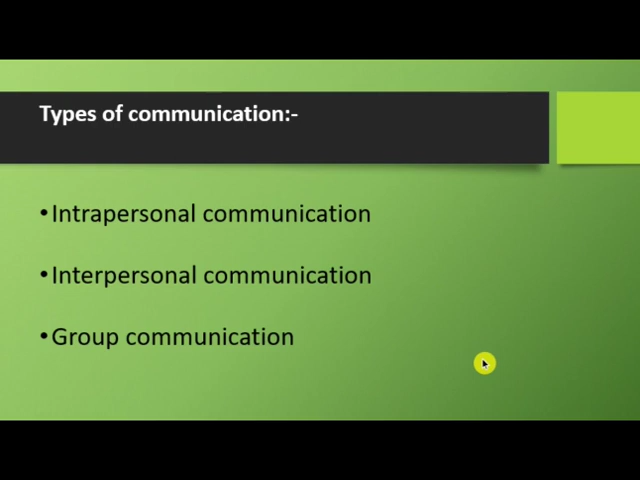 Types of communication:-
•Intrapersonal communication
•Interpersonal communication
•Group communication